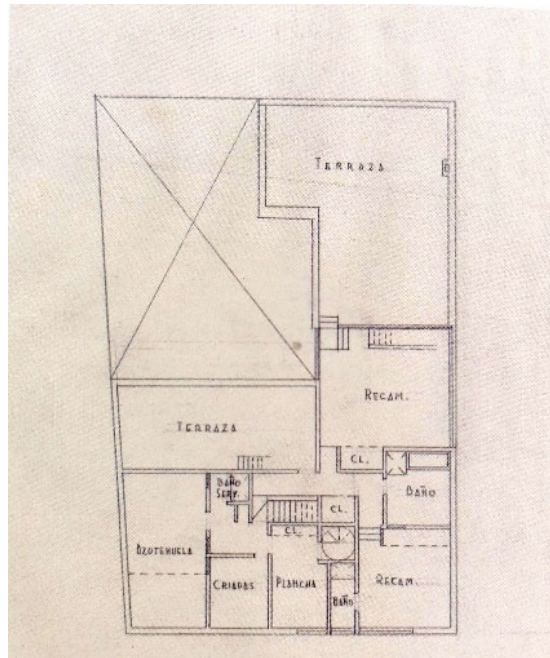 TERRAZA
RECAM.
TERRAZA
CL.
BAÑO
SERV.
BAÑO
CL.
CL.
AZOTEHUELA
CRIADAS
PLANCHA
BAÑO
RECAM.